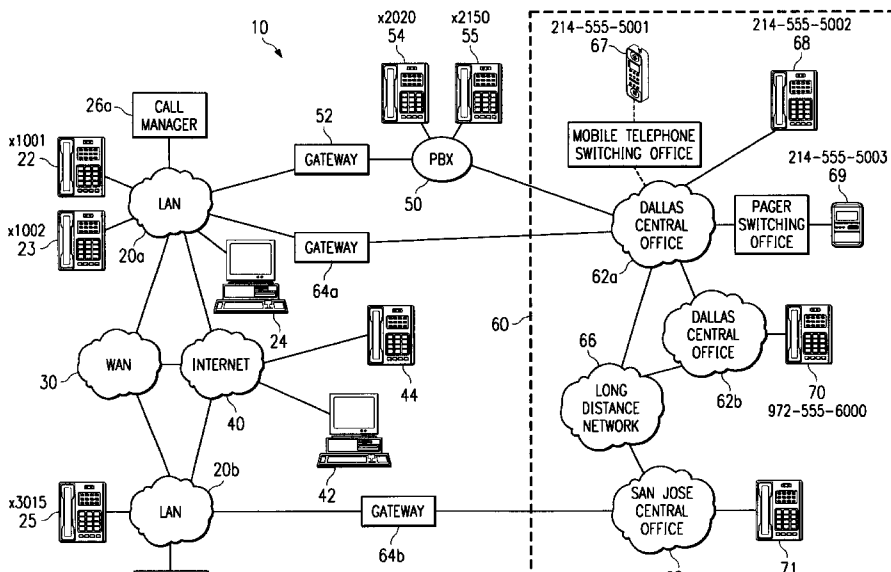 10
x2020
54
x2150
55
214-555-5001
67
214-555-5002
68
26a
CALL
MANAGER
x1001
22
52
GATEWAY
PBX
50
MOBILE TELEPHONE
SWITCHING OFFICE
214-555-5003
69
LAN
20a
x1002
23
DALLAS
CENTRAL
OFFICE
62a
PAGER
SWITCHING
OFFICE
GATEWAY
64a
24
60
WAN
30
INTERNET
40
44
66
DALLAS
CENTRAL
OFFICE
62b
70
972-555-6000
LONG
DISTANCE
NETWORK
42
20b
x3015
25
LAN
GATEWAY
64b
SAN JOSE
CENTRAL
OFFICE
71